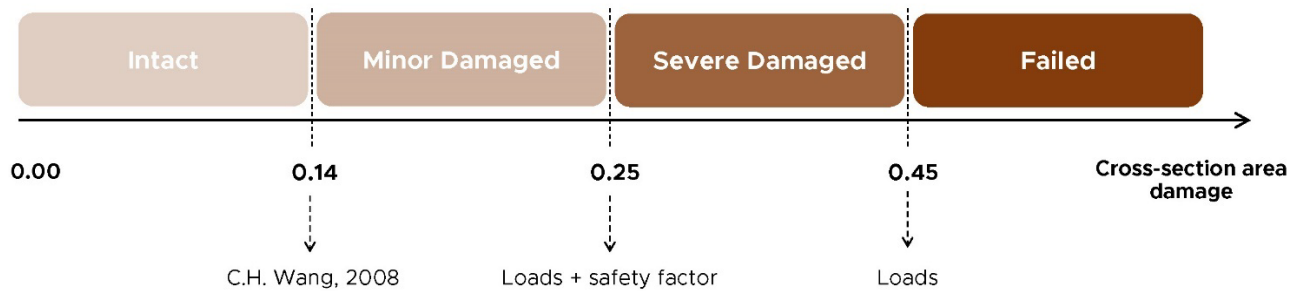 Intact
Minor Damaged
Severe Damaged
Failed
0.00
0.14
0.25
0.45
Cross-section area
damage
C.H. Wang, 2008
Loads + safety factor
Loads